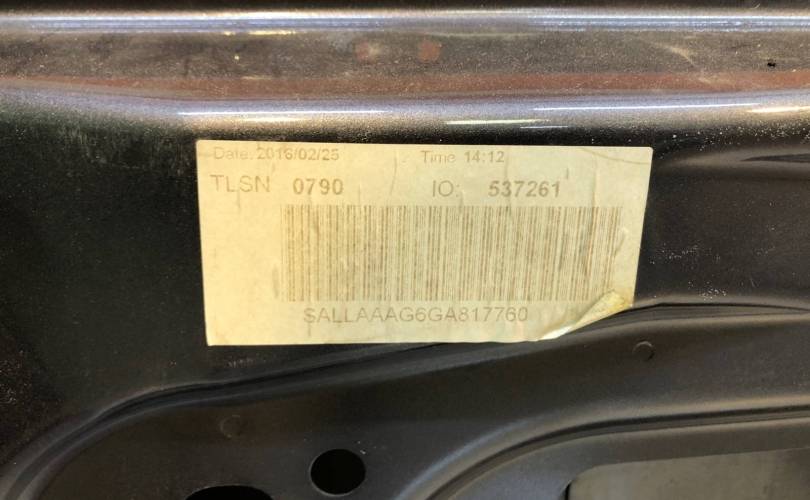 Date: 2016/02/25 Time 14:12
TLSN 0790 IO: 537261
SALLAAAG6GA817760